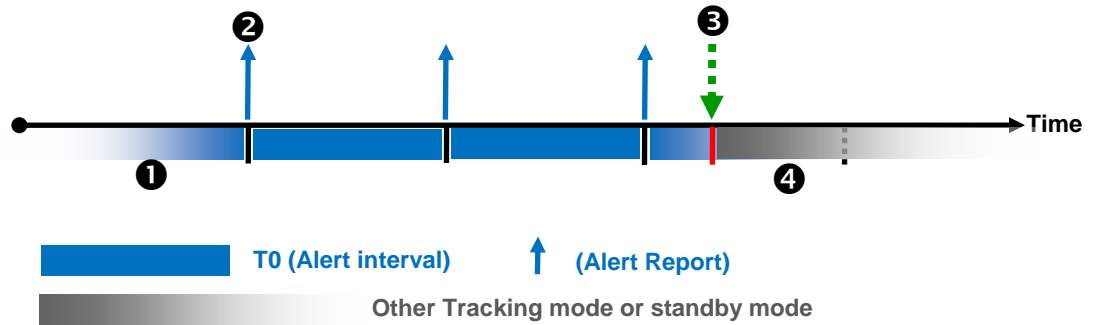 ❷
❸
Time
❶
❹
T0 (Alert interval)
(Alert Report)
Other Tracking mode or standby mode